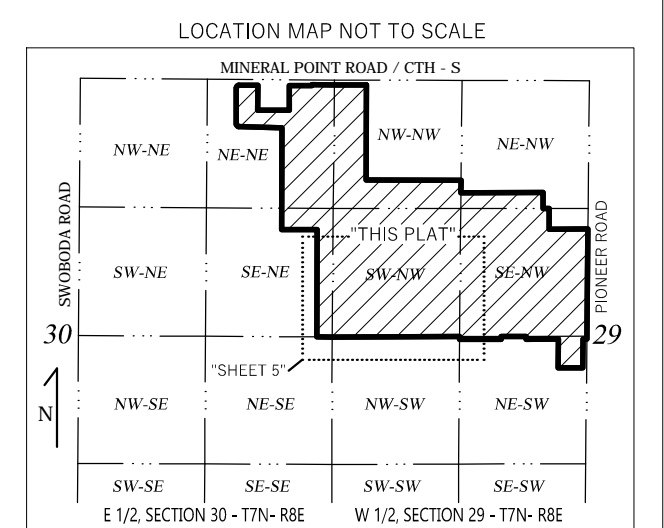 LOCATION MAP NOT TO SCALE
MINERAL POINT ROAD / CTH - S
NW-NE
NE-NE
NW-NW
NE-NW
SWOBODA ROAD
PIONEER ROAD
"THIS PLAT"
SW-NE
SE-NE
SW-NW
SE-NW
30
29
"SHEET 5"
N
NW-SE
NE-SE
NW-SW
NE-SW
SW-SE
SE-SE
SW-SW
SE-SW
E 1/2, SECTION 30 - T7N- R8E
W 1/2, SECTION 29 - T7N - R8E